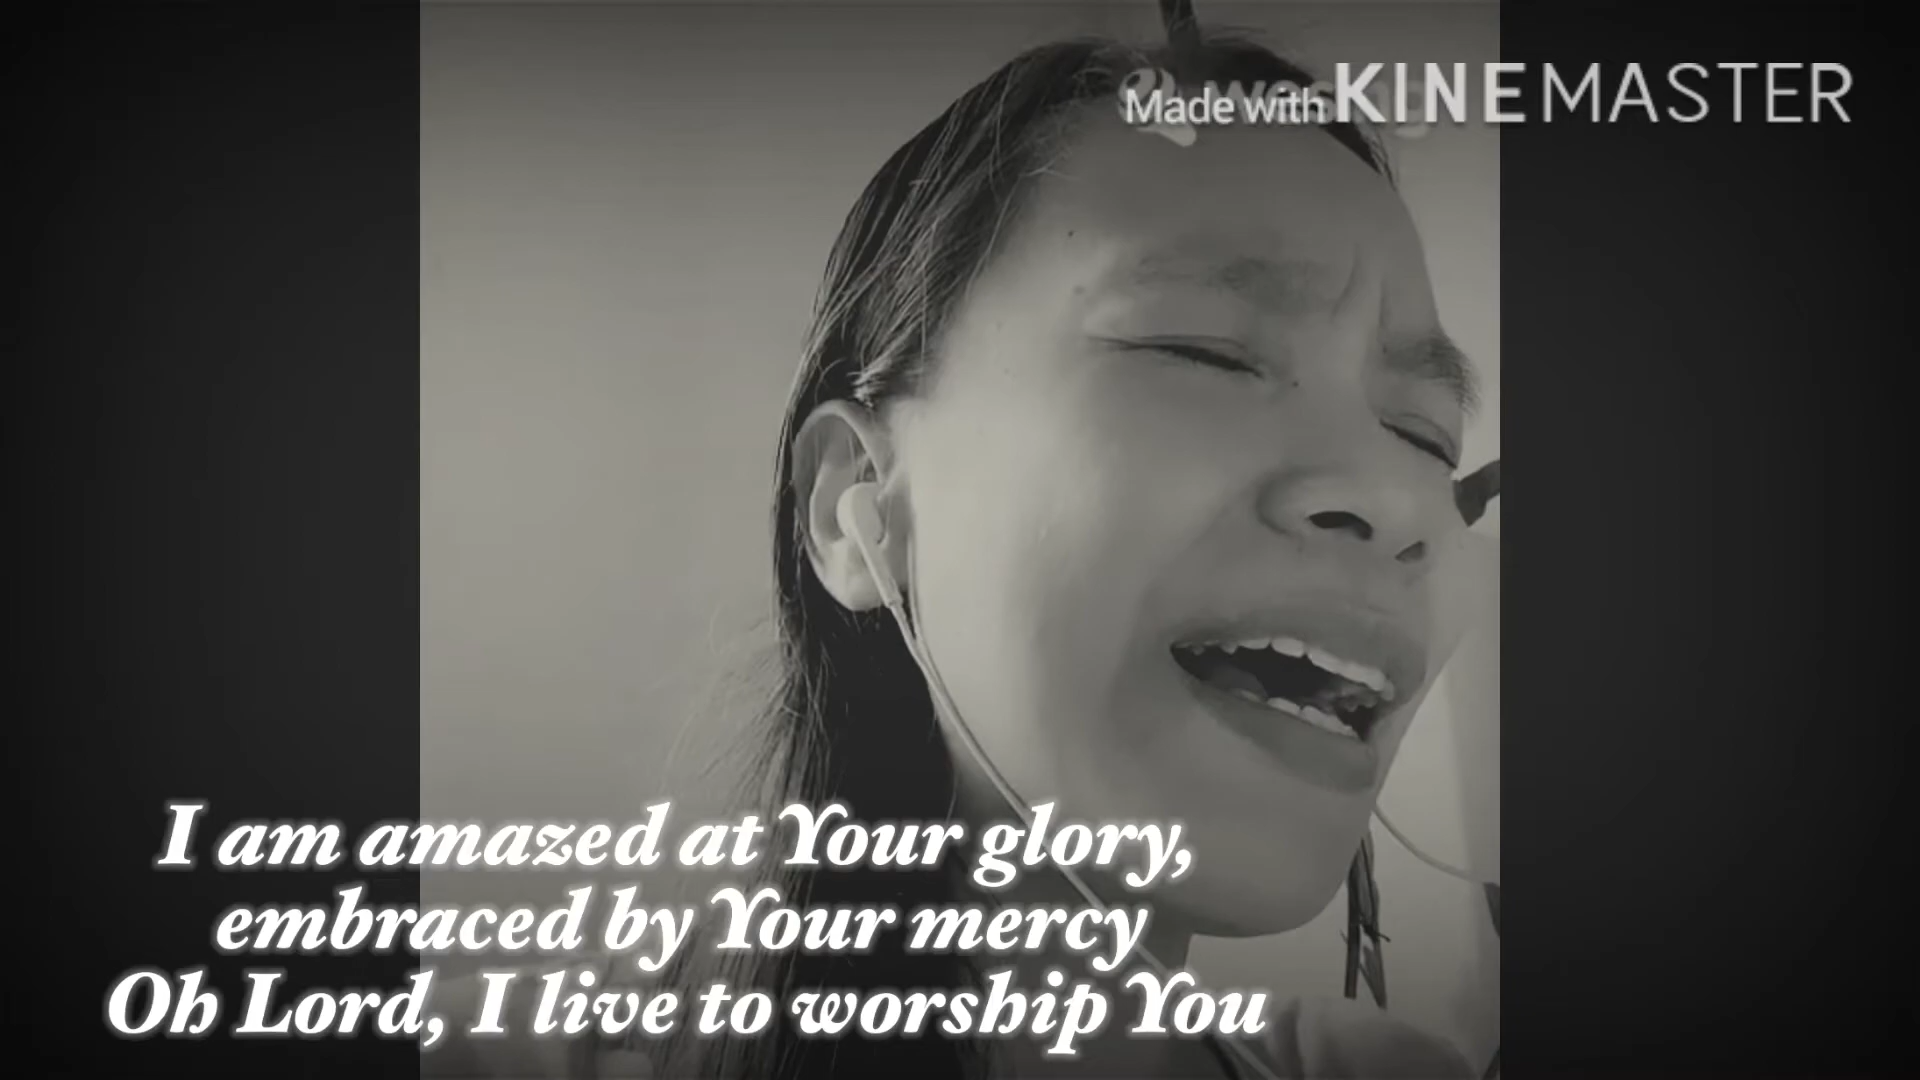 Made with KINEMASTER
I am amazed at Your glory,
embraced by Your mercy
Oh Lord, I live to worship You